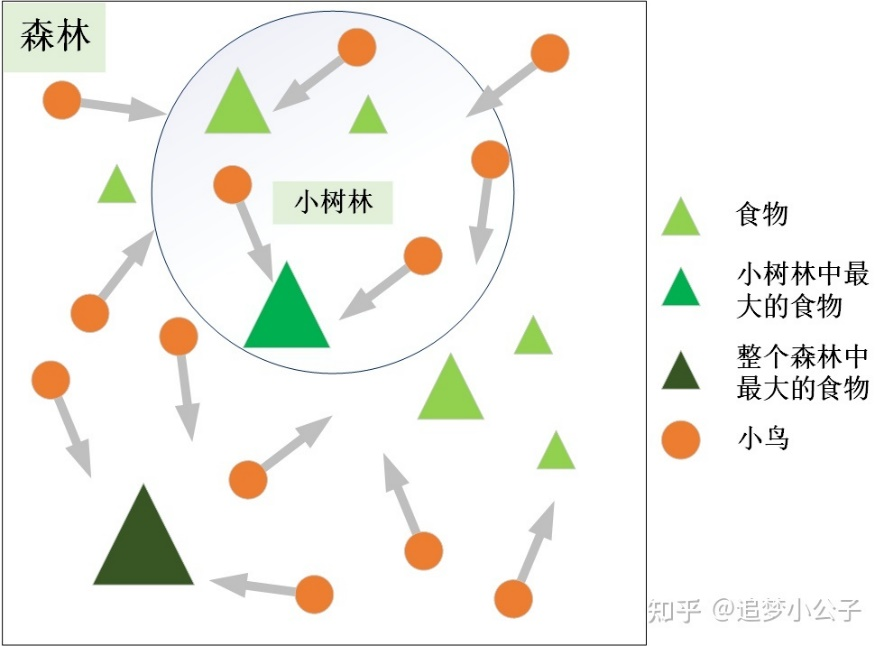 森林
小树林
食物
小树林中最
大的食物
整个森林中
最大的食物
小鸟
知乎 @追梦小公子